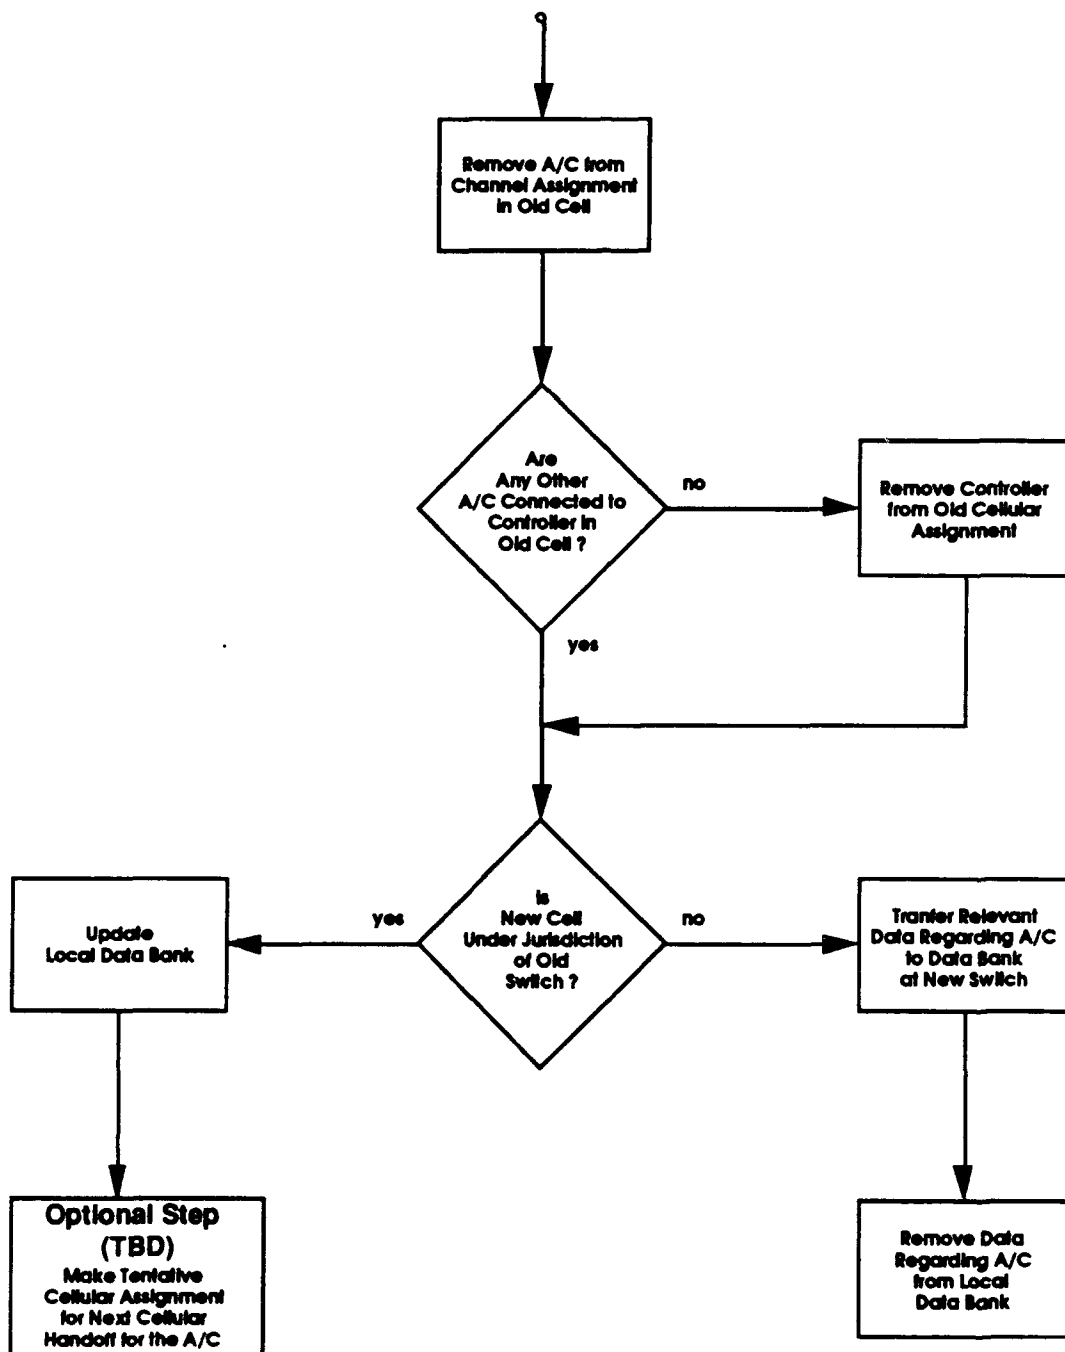 Remove A/C from
Channel Assignment
in Old Cell
Are
Any Other
A/C Connected to
Controller in
Old Cell ?
no
Remove Controller
from Old Cellular
Assignment
yes
Is
New Cell
Under Jurisdiction
of Old
Switch ?
yes
no
Update
Local Data Bank
Tranfer Relevant
Data Regarding A/C
to Data Bank
at New Switch
Optional Step
(TBD)
Make Tentative
Cellular Assignment
for Next Cellular
Handoff for the A/C
Remove Data
Regarding A/C
from Local
Data Bank